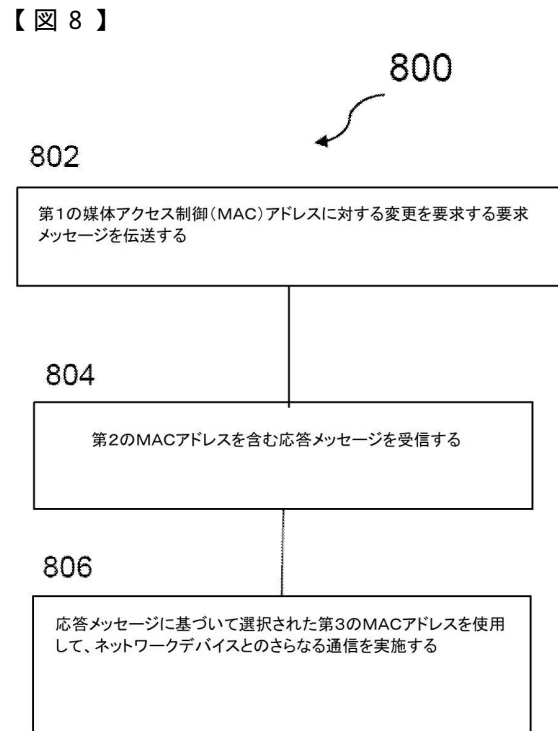 【図8】
800
802
第1の媒体アクセス制御(MAC)アドレスに対する変更を要求する要求
メッセージを伝送する
804
第2のMACアドレスを含む応答メッセージを受信する
806
応答メッセージに基づいて選択された第3のMACアドレスを使用
して、ネットワークデバイスとのさらなる通信を実施する